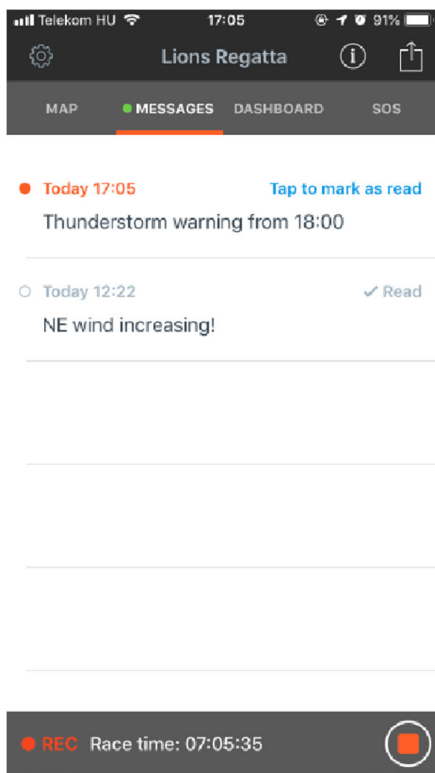 Telekom HU 17:05 91%
Lions Regatta
MAP MESSAGES DASHBOARD SOS
Today 17:05 Tap to mark as read
Thunderstorm warning from 18:00
Today 12:22 Read
NE wind increasing!
REC Race time: 07:05:35